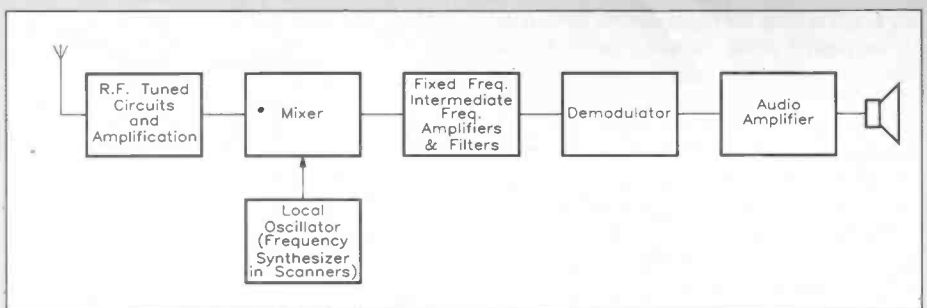 R.F. Tuned
Circuits
and
Amplification
Mixer
Fixed Freq.
Intermediate
Freq.
Amplifiers
& Filters
Demodulator
Audio
Amplifier
Local
Oscillator
(Frequency
Synthesizer
in Scanners)